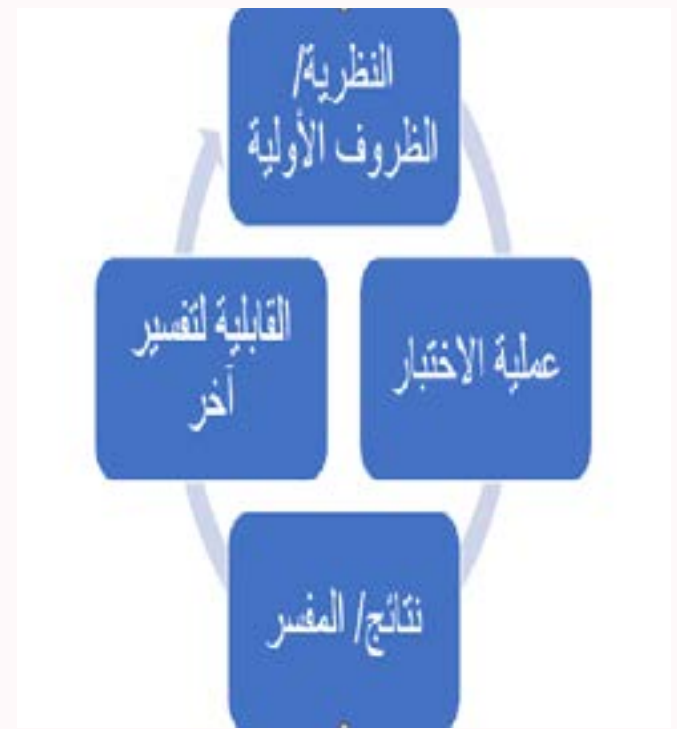 النظرية/
الظروف الأولية
عملية الاختبار
نتائج/ المفسر
القابلية لتفسير
آخر